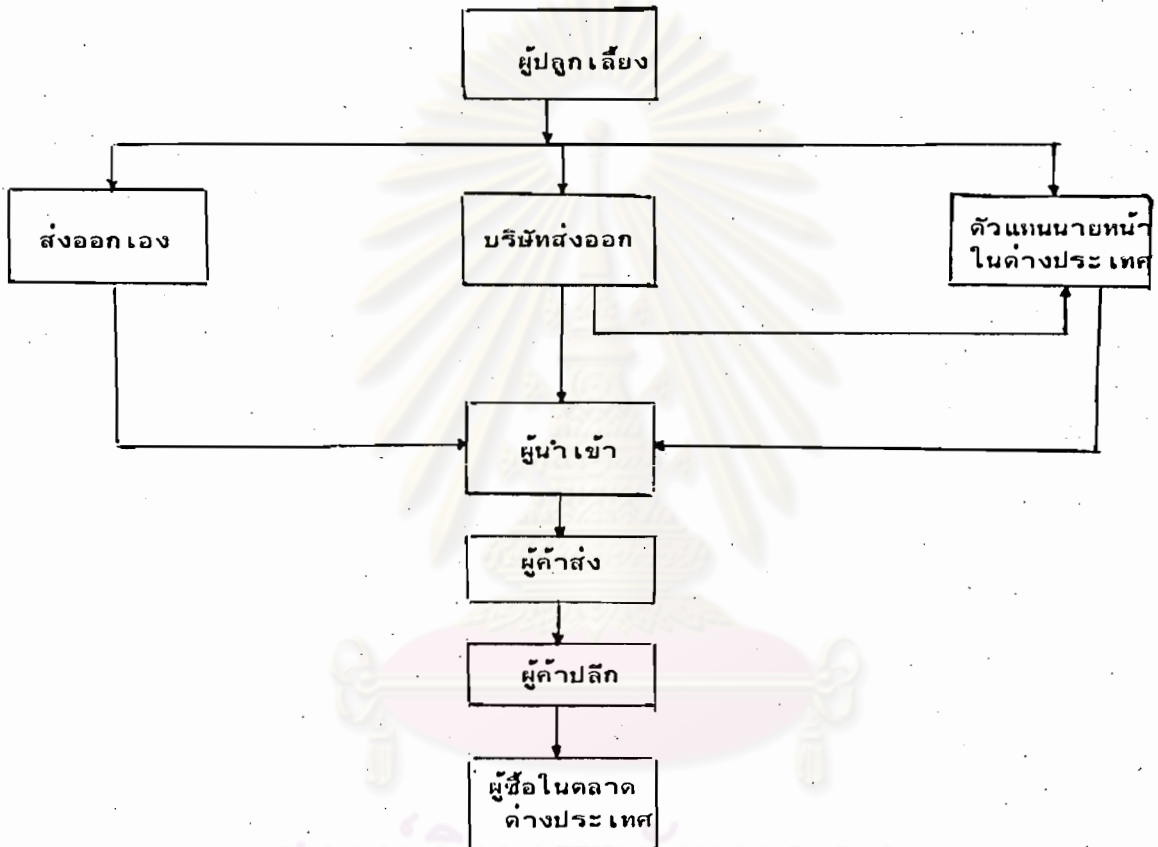 ผู้ปลูกเลี้ยง
ส่งออกเอง
บริษัทส่งออก
ตัวแทนนายหน้า
ในต่างประเทศ
ผู้นำเข้า
ผู้ค้าส่ง
ผู้ค้าปลีก
ผู้ซื้อในตลาด
ต่างประเทศ